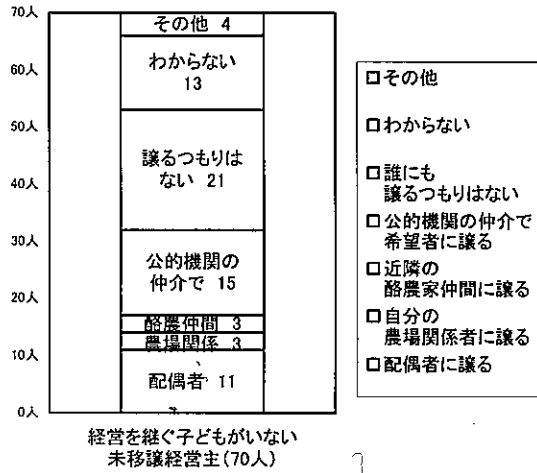 70人
60人
50人
40人
30人
20人
10人
0人
その他 4
わからない
13
譲るつもりは
ない 21
公的機関の
仲介で 15
酪農仲間 3
農場関係 3
配偶者 11
経営を継ぐ子どもがいない
未移譲経営主(70人)
その他
わからない
誰にも
譲るつもりはない
公的機関の仲介で
希望者に譲る
近隣の
酪農家仲間に譲る
自分の
農場関係者に譲る
配偶者に譲る